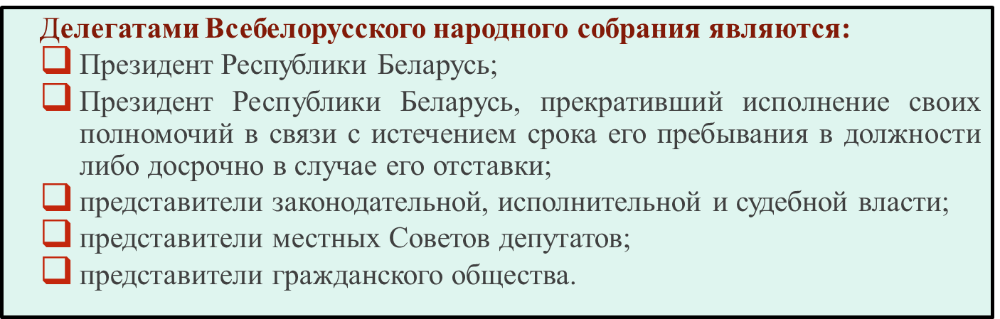 Делегатами Всебелорусского народного собрания являются:
Президент Республики Беларусь;
Президент Республики Беларусь, прекративший исполнение своих
полномочий в связи с истечением срока его пребывания в должности
либо досрочно в случае его отставки;
представители законодательной, исполнительной и судебной власти;
представители местных Советов депутатов;
представители гражданского общества.